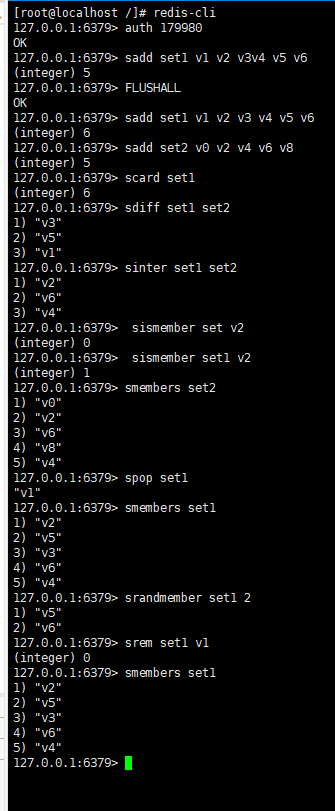 [root@localhost /]# redis-cli
127.0.0.1:6379> auth 179980
OK
127.0.0.1:6379> sadd set1 v1 v2 v3v4 v5 v6
(integer) 5
127.0.0.1:6379> FLUSHALL
OK
127.0.0.1:6379> sadd set1 v1 v2 v3 v4 v5 v6
(integer) 6
127.0.0.1:6379> sadd set2 v0 v2 v4 v6 v8
(integer) 5
127.0.0.1:6379> scard set1
(integer) 6
127.0.0.1:6379> sdiff set1 set2
1) "v3"
2) "v5"
3) "v1"
127.0.0.1:6379> sinter set1 set2
1) "v2"
2) "v6"
3) "v4"
127.0.0.1:6379>  sismember set v2
(integer) 0
127.0.0.1:6379>  sismember set1 v2
(integer) 1
127.0.0.1:6379> smembers set2
1) "v0"
2) "v2"
3) "v6"
4) "v8"
5) "v4"
127.0.0.1:6379> spop set1
"v1"
127.0.0.1:6379> smembers set1
1) "v2"
2) "v5"
3) "v3"
4) "v6"
5) "v4"
127.0.0.1:6379> srandmember set1 2
1) "v5"
2) "v6"
127.0.0.1:6379> srem set1 v1
(integer) 0
127.0.0.1:6379> smembers set1
1) "v2"
2) "v5"
3) "v3"
4) "v6"
5) "v4"
127.0.0.1:6379>